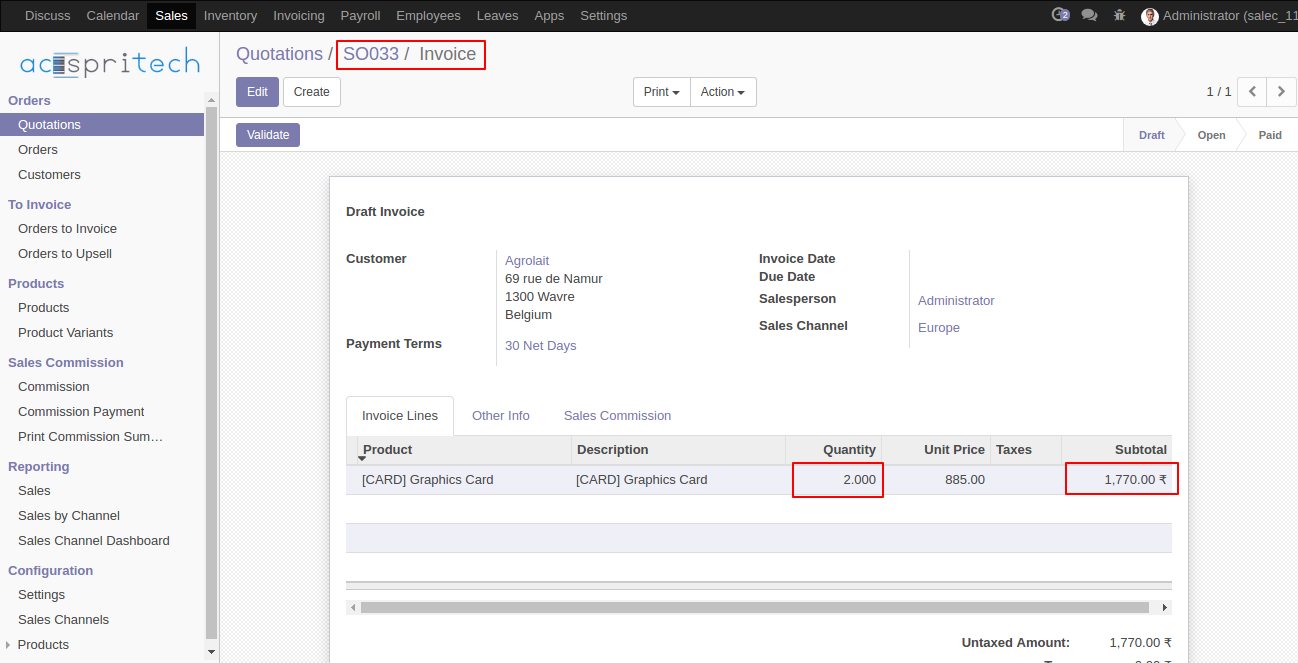 Discuss Calendar Sales Inventory Invoicing Payroll Employees Leaves Apps Settings 2 Administrator (salec_11
acespritech
Quotations / SO033 / Invoice
Edit Create Print Action 1 / 1
Validate Draft Open Paid
Orders
Quotations
Orders
Customers
To Invoice
Orders to Invoice
Orders to Upsell
Products
Products
Product Variants
Sales Commission
Commission
Commission Payment
Print Commission Sum…
Reporting
Sales
Sales by Channel
Sales Channel Dashboard
Configuration
Settings
Sales Channels
Products
Draft Invoice
Customer Agrolait
69 rue de Namur
1300 Wavre
Belgium
Payment Terms 30 Net Days
Invoice Date
Due Date
Salesperson Administrator
Sales Channel Europe
Invoice Lines Other Info Sales Commission
Product Description Quantity Unit Price Taxes Subtotal
[CARD] Graphics Card [CARD] Graphics Card 2.000 885.00 1,770.00 ₹
Untaxed Amount: 1,770.00 ₹